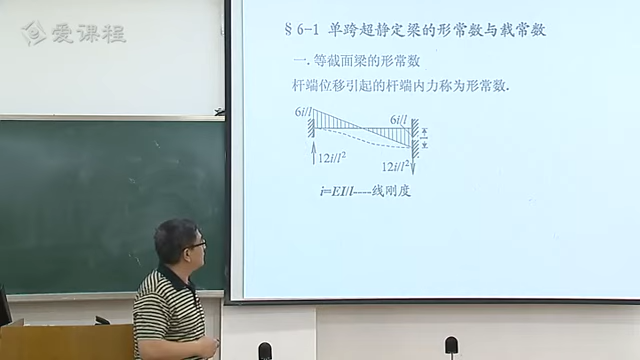 爱课程
§ 6-1 单跨超静定梁的形常数与载常数
一. 等截面梁的形常数
杆端位移引起的杆端内力称为形常数.
6i/l
6i/l
1
12i/l²
12i/l²
i=EI/l----线刚度